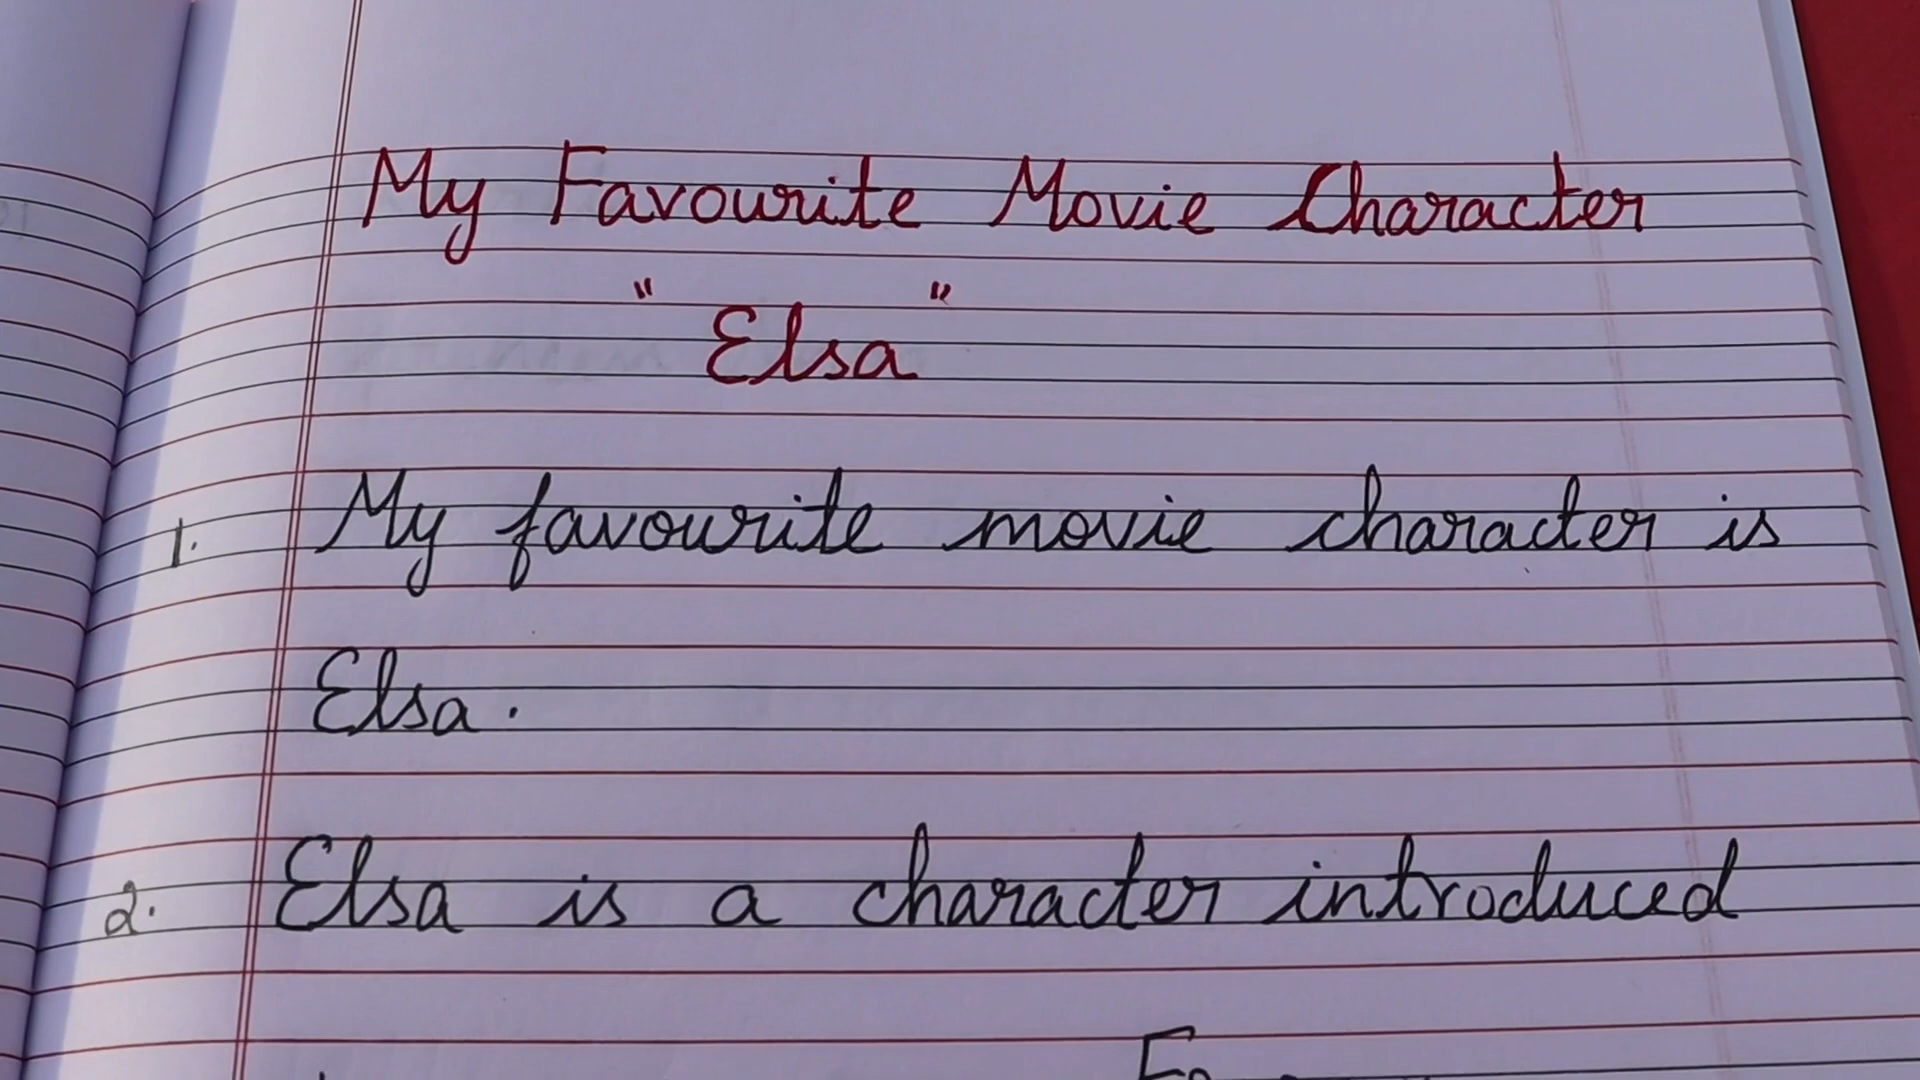 My Favourite Movie Character
"Elsa"
1. My favourite movie character is
Elsa.
2. Elsa is a character introduced